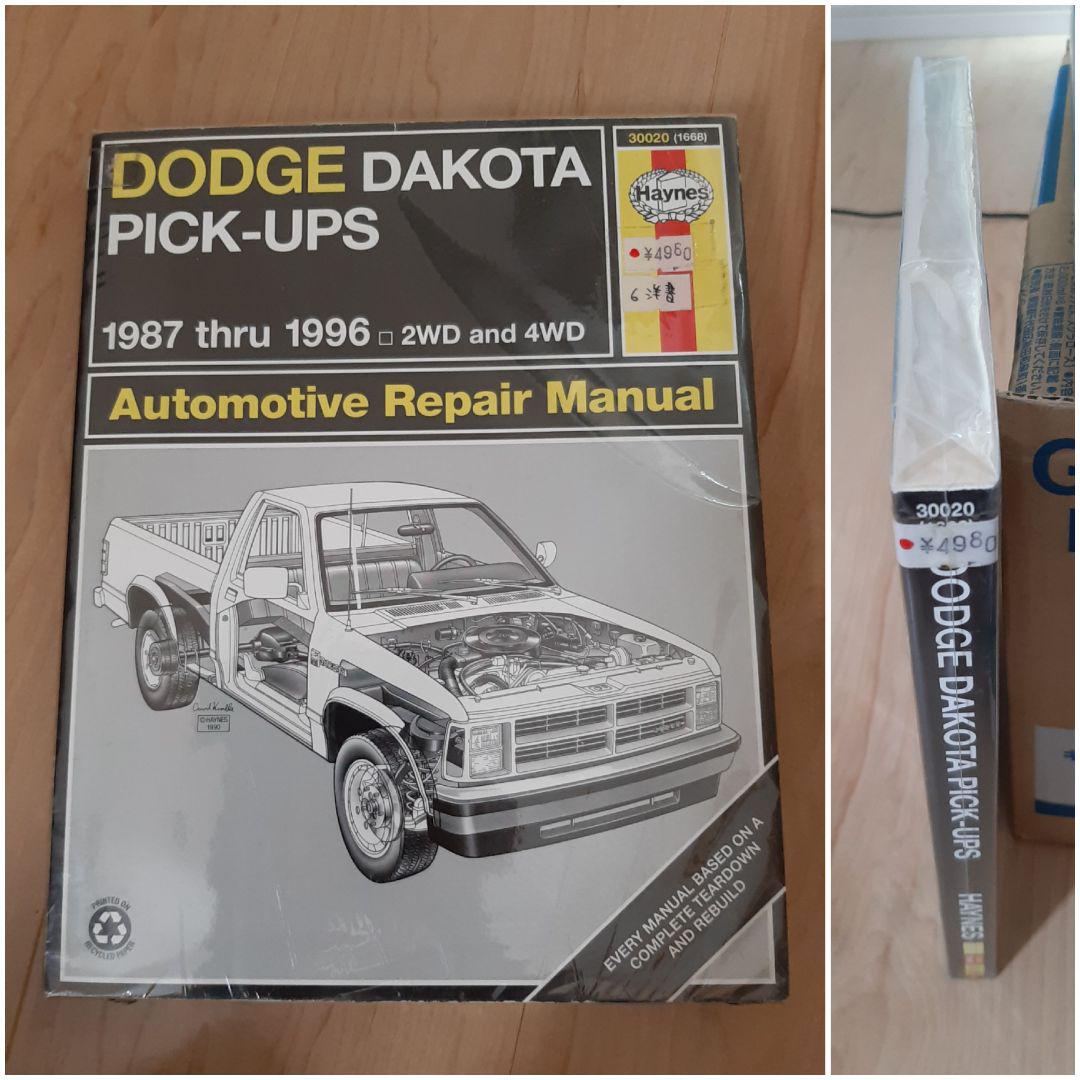 DODGE DAKOTA
PICK-UPS
1987 thru 1996 □ 2WD and 4WD
30020 (1668)
Haynes
¥4980
6 洋書
Automotive Repair Manual
© HAYNES
1990
PRINTED ON
RECYCLED PAPER
EVERY MANUAL BASED ON A
COMPLETE TEARDOWN
AND REBUILD
30020
¥4980
DODGE DAKOTA PICK-UPS HAYNES
G